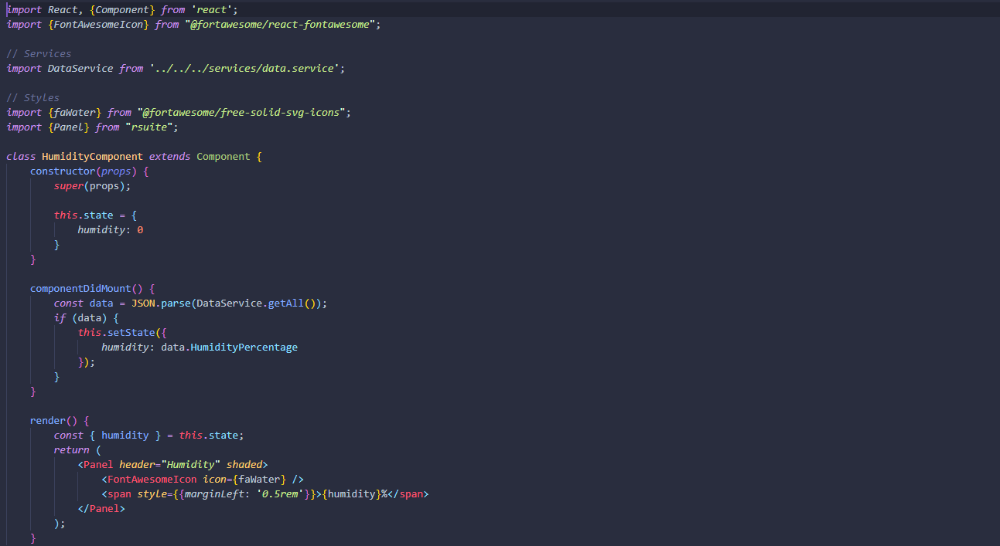 import React, {Component} from 'react';
import {FontAwesomeIcon} from "@fortawesome/react-fontawesome";
// Services
import DataService from '../../../services/data.service';
// Styles
import {faWater} from "@fortawesome/free-solid-svg-icons";
import {Panel} from "rsuite";
class HumidityComponent extends Component {
    constructor(props) {
        super(props);
        this.state = {
            humidity: 0
        }
    }
    componentDidMount() {
        const data = JSON.parse(DataService.getAll());
        if (data) {
            this.setState({
                humidity: data.HumidityPercentage
            });
        }
    }
    render() {
        const { humidity } = this.state;
        return (
            <Panel header="Humidity" shaded>
                <FontAwesomeIcon icon={faWater} />
                <span style={{marginLeft: '0.5rem'}}>{humidity}%</span>
            </Panel>
        );
    }